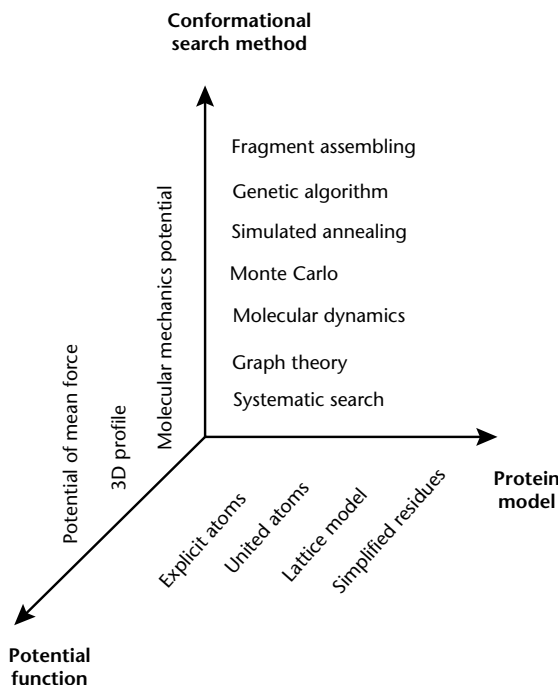 Conformational
search method
Fragment assembling
Genetic algorithm
Simulated annealing
Monte Carlo
Molecular dynamics
Graph theory
Systematic search
Molecular mechanics potential
3D profile
Potential of mean force
Protein
model
Explicit atoms
United atoms
Lattice model
Simplified residues
Potential
function